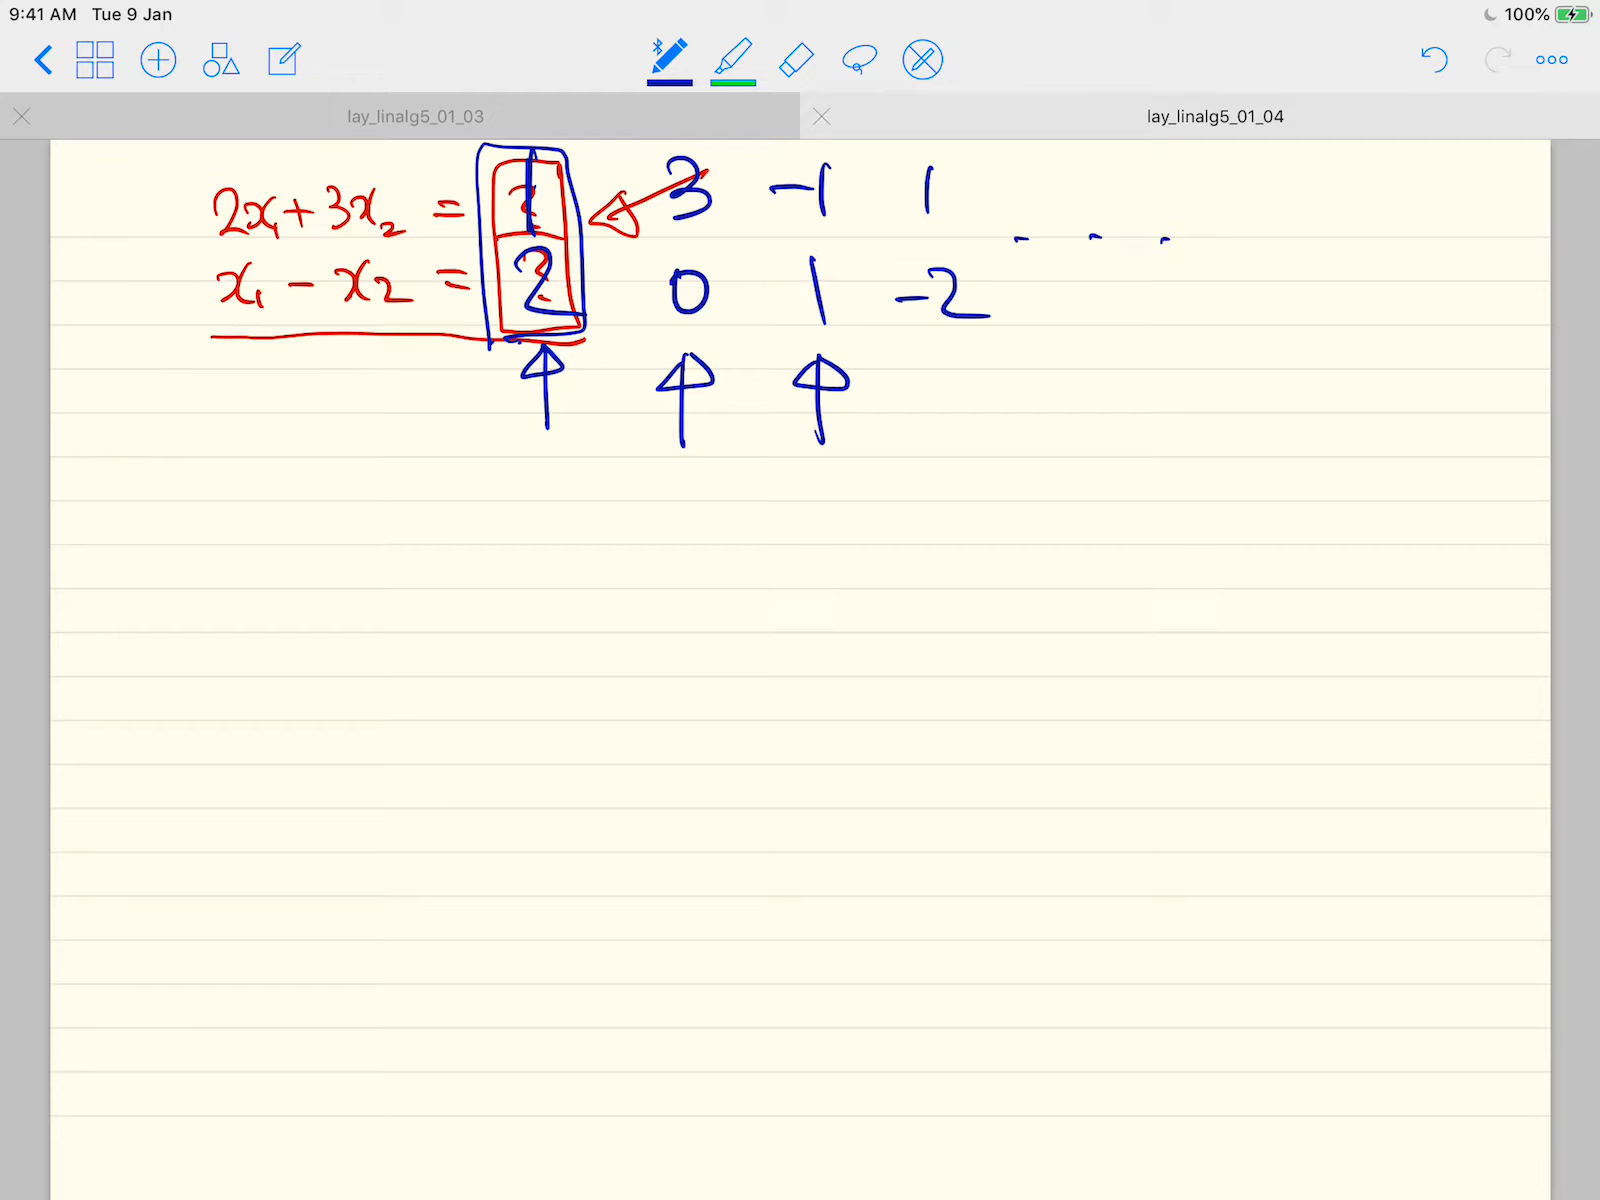 9:41 AM Tue 9 Jan 100%
lay_linalg5_01_03 lay_linalg5_01_04
2x₁ + 3x₂ = 1 3 -1 1
x₁ - x₂ = 2 0 1 -2 ...